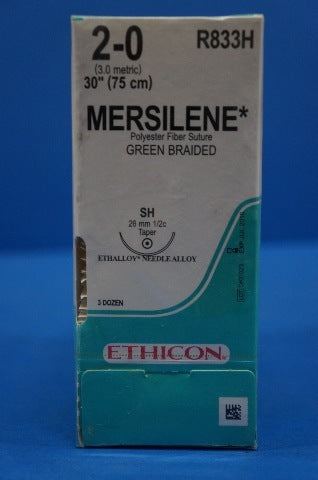 2-0
R833H
(3.0 metric)
30" (75 cm)
MERSILENE*
Polyester Fiber Suture
GREEN BRAIDED
SH
26 mm 1/2c
Taper
ETHALLOY* NEEDLE ALLOY
3 DOZEN
ETHICON